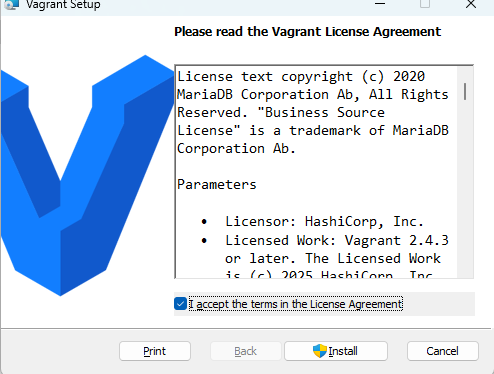 Vagrant Setup
Please read the Vagrant License Agreement
License text copyright (c) 2020
MariaDB Corporation Ab, All Rights
Reserved. "Business Source
License" is a trademark of MariaDB
Corporation Ab.
Parameters
• Licensor: HashiCorp, Inc.
• Licensed Work: Vagrant 2.4.3
or later. The Licensed Work
is (c) 2025 HashiCorp, Inc.
I accept the terms in the License Agreement
Print
Back
Install
Cancel